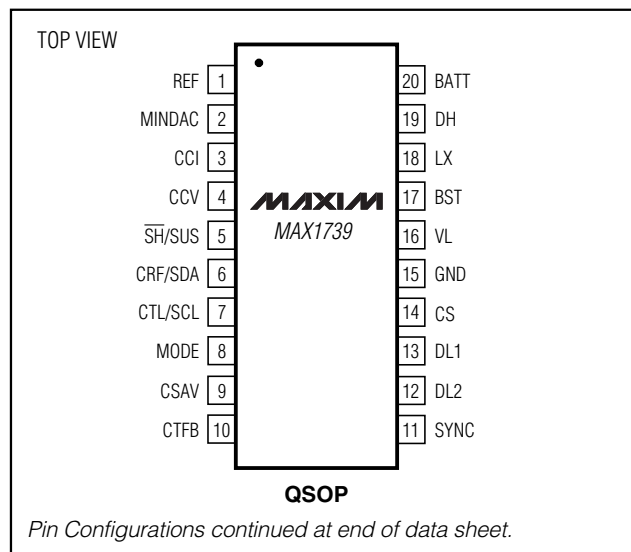 TOP VIEW
REF 1
MINDAC 2
CCI 3
CCV 4
S̅H̅/SUS 5
CRF/SDA 6
CTL/SCL 7
MODE 8
CSAV 9
CTFB 10
MAXIM
MAX1739
20 BATT
19 DH
18 LX
17 BST
16 VL
15 GND
14 CS
13 DL1
12 DL2
11 SYNC
QSOP
Pin Configurations continued at end of data sheet.